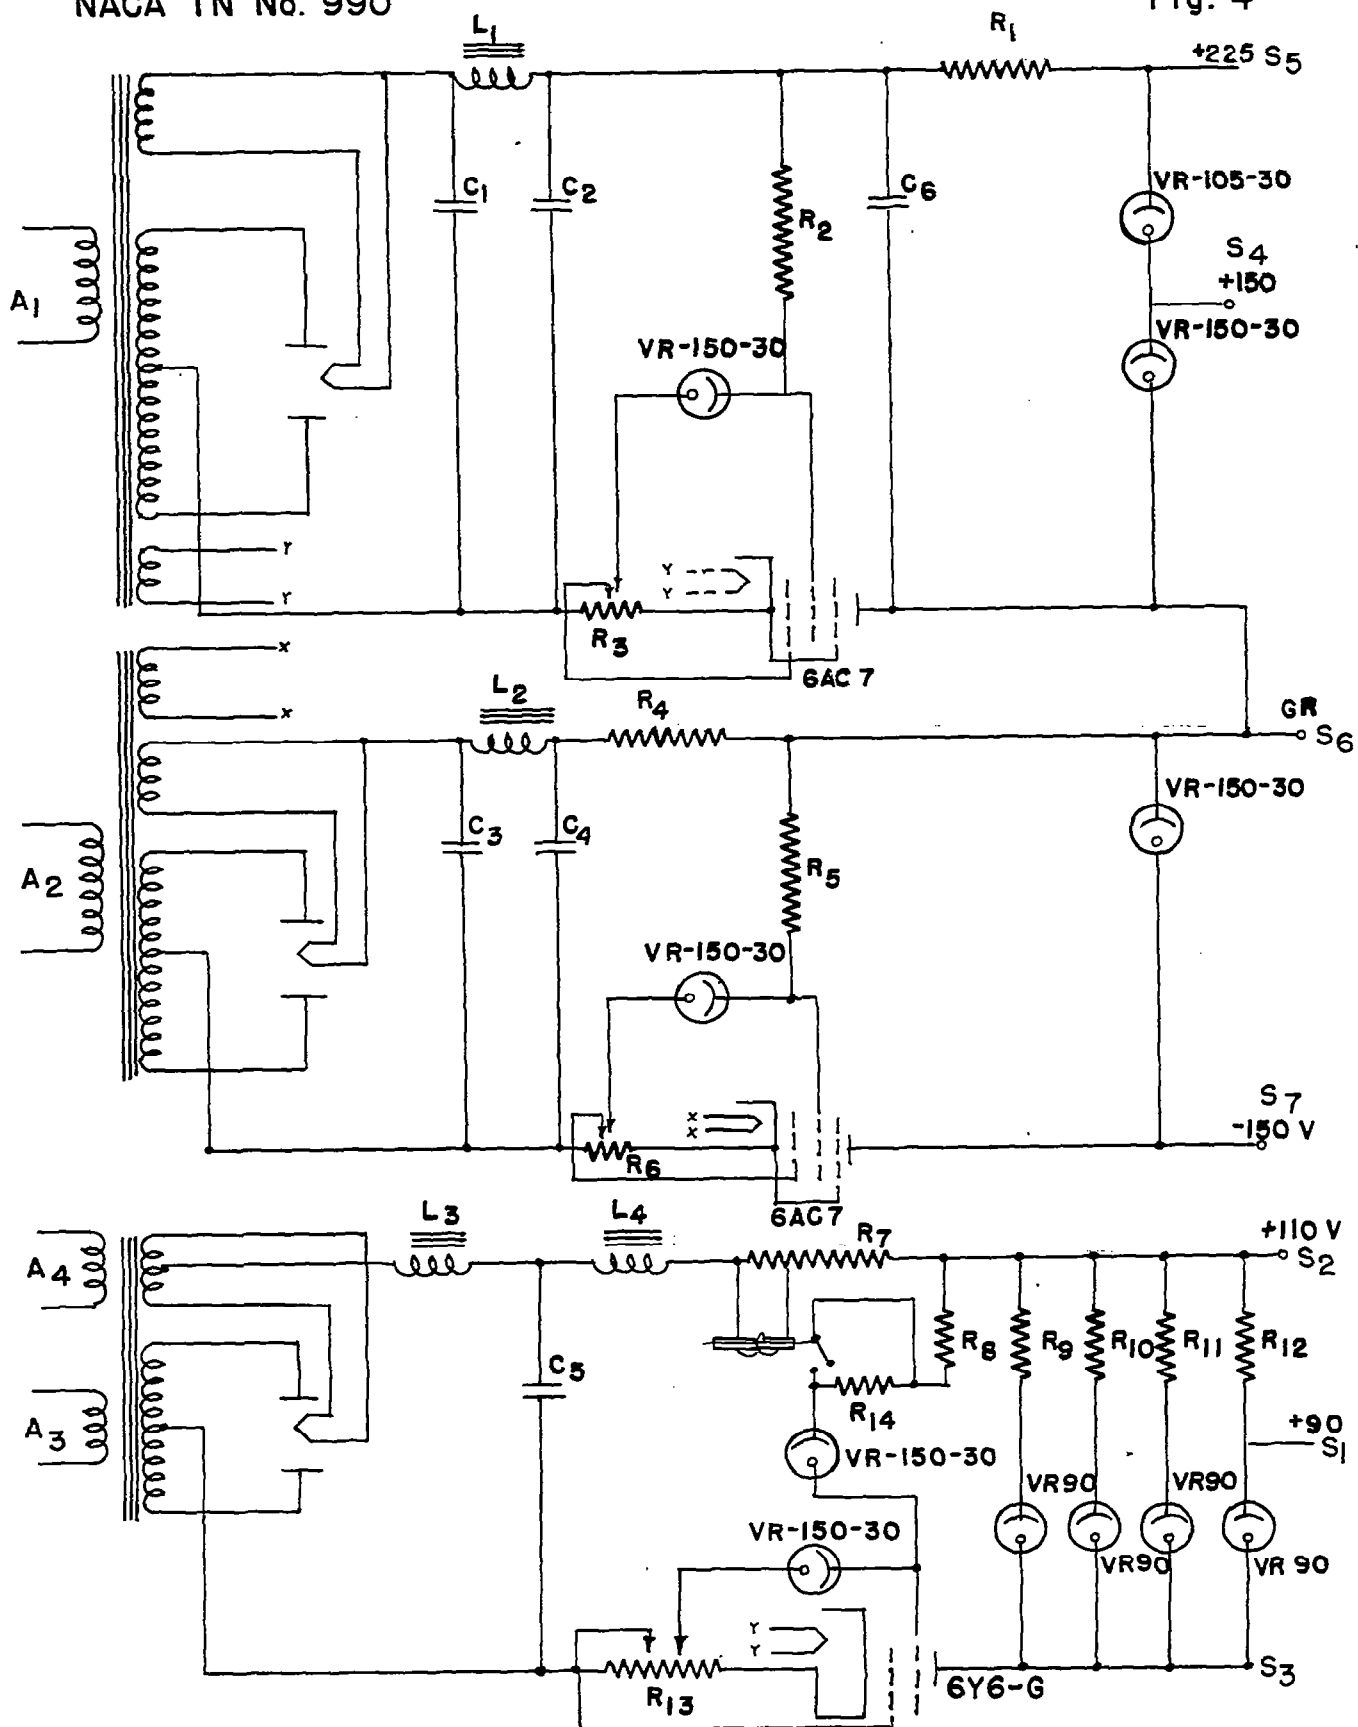 NACA TN No. 990
Fig. 4
L1
R1
+225 S5
C1
C2
R2
C6
VR-105-30
S4
+150
A1
VR-150-30
VR-150-30
Y
Y
Y
Y
R3
6AC7
X
X
L2
R4
GR
S6
VR-150-30
C3
C4
A2
R5
VR-150-30
S7
-150 V
X
X
R6
6AC7
L3
L4
R7
+110 V
S2
A4
R8
R9
R10
R11
R12
C5
R14
+90
S1
A3
VR-150-30
VR90
VR90
VR-150-30
VR90
VR 90
Y
Y
R13
6Y6-G
S3